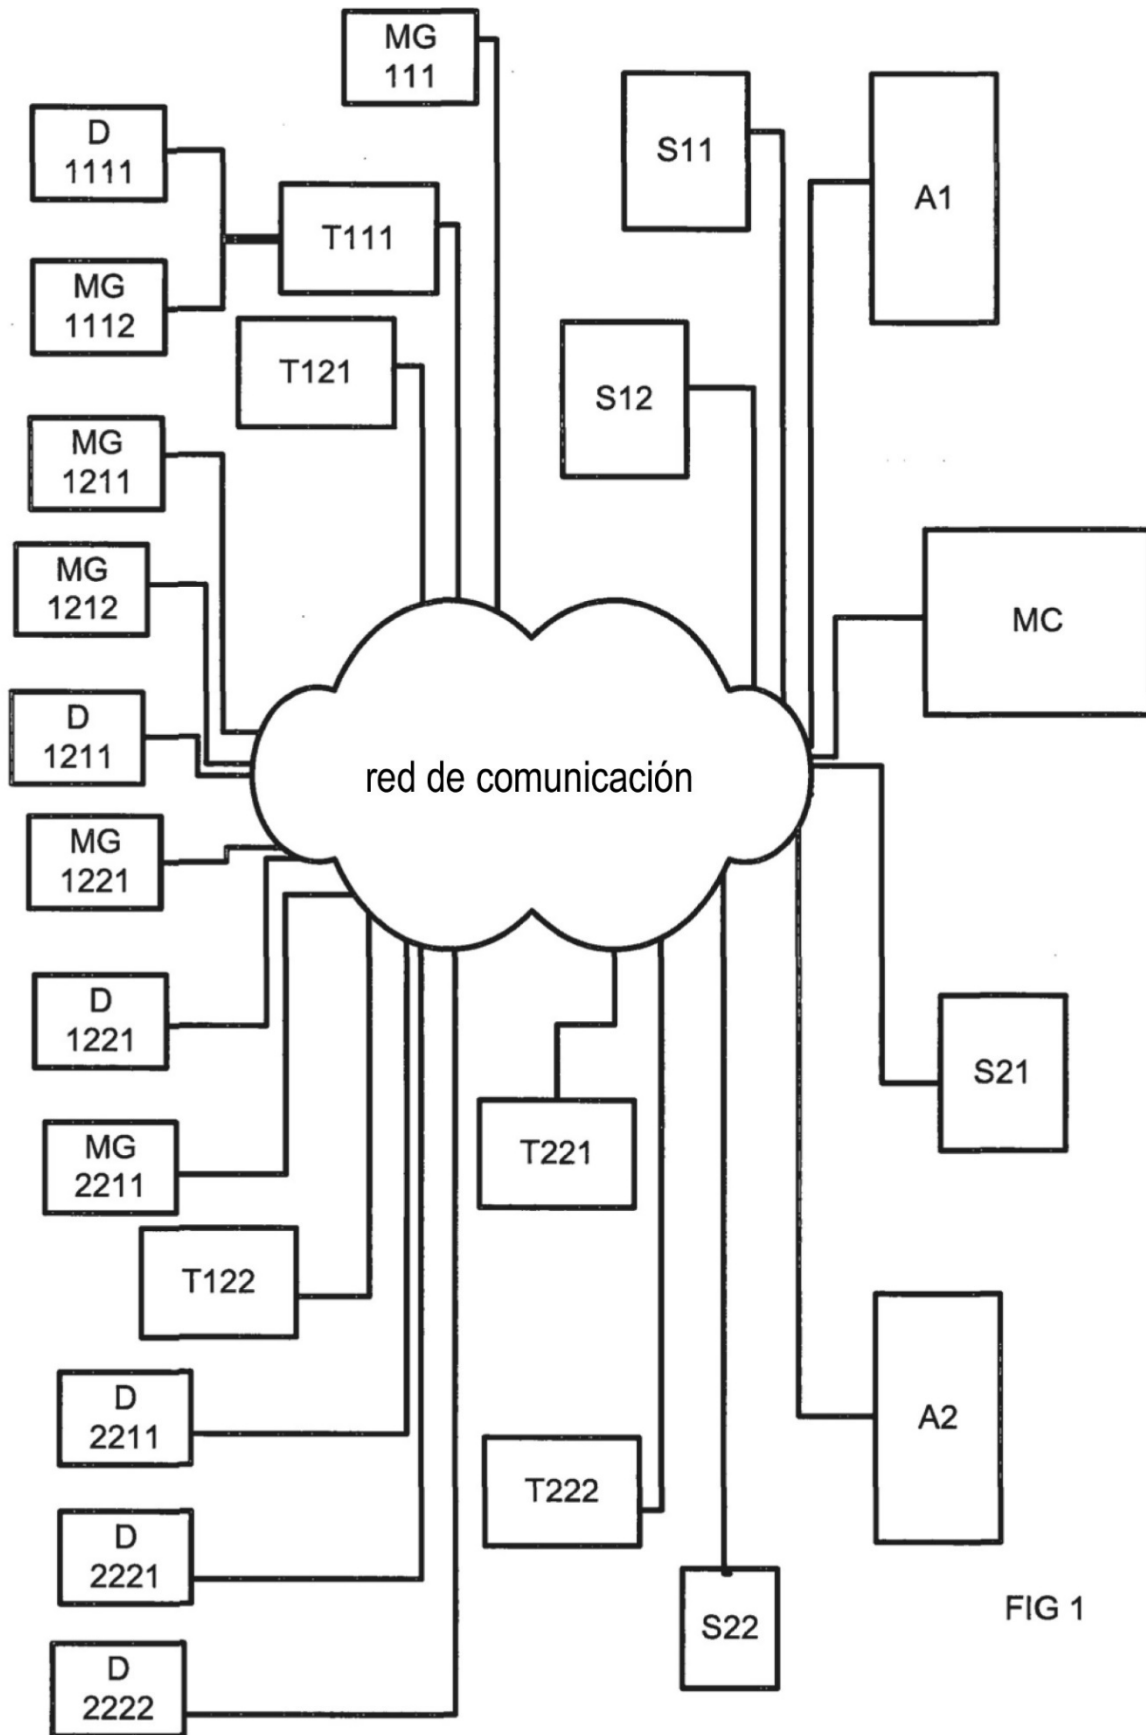 MG
111
D
1111
S11
A1
T111
MG
1112
T121
S12
MG
1211
MG
1212
MC
D
1211
red de comunicación
MG
1221
D
1221
S21
MG
2211
T221
T122
D
2211
A2
T222
D
2221
FIG 1
S22
D
2222